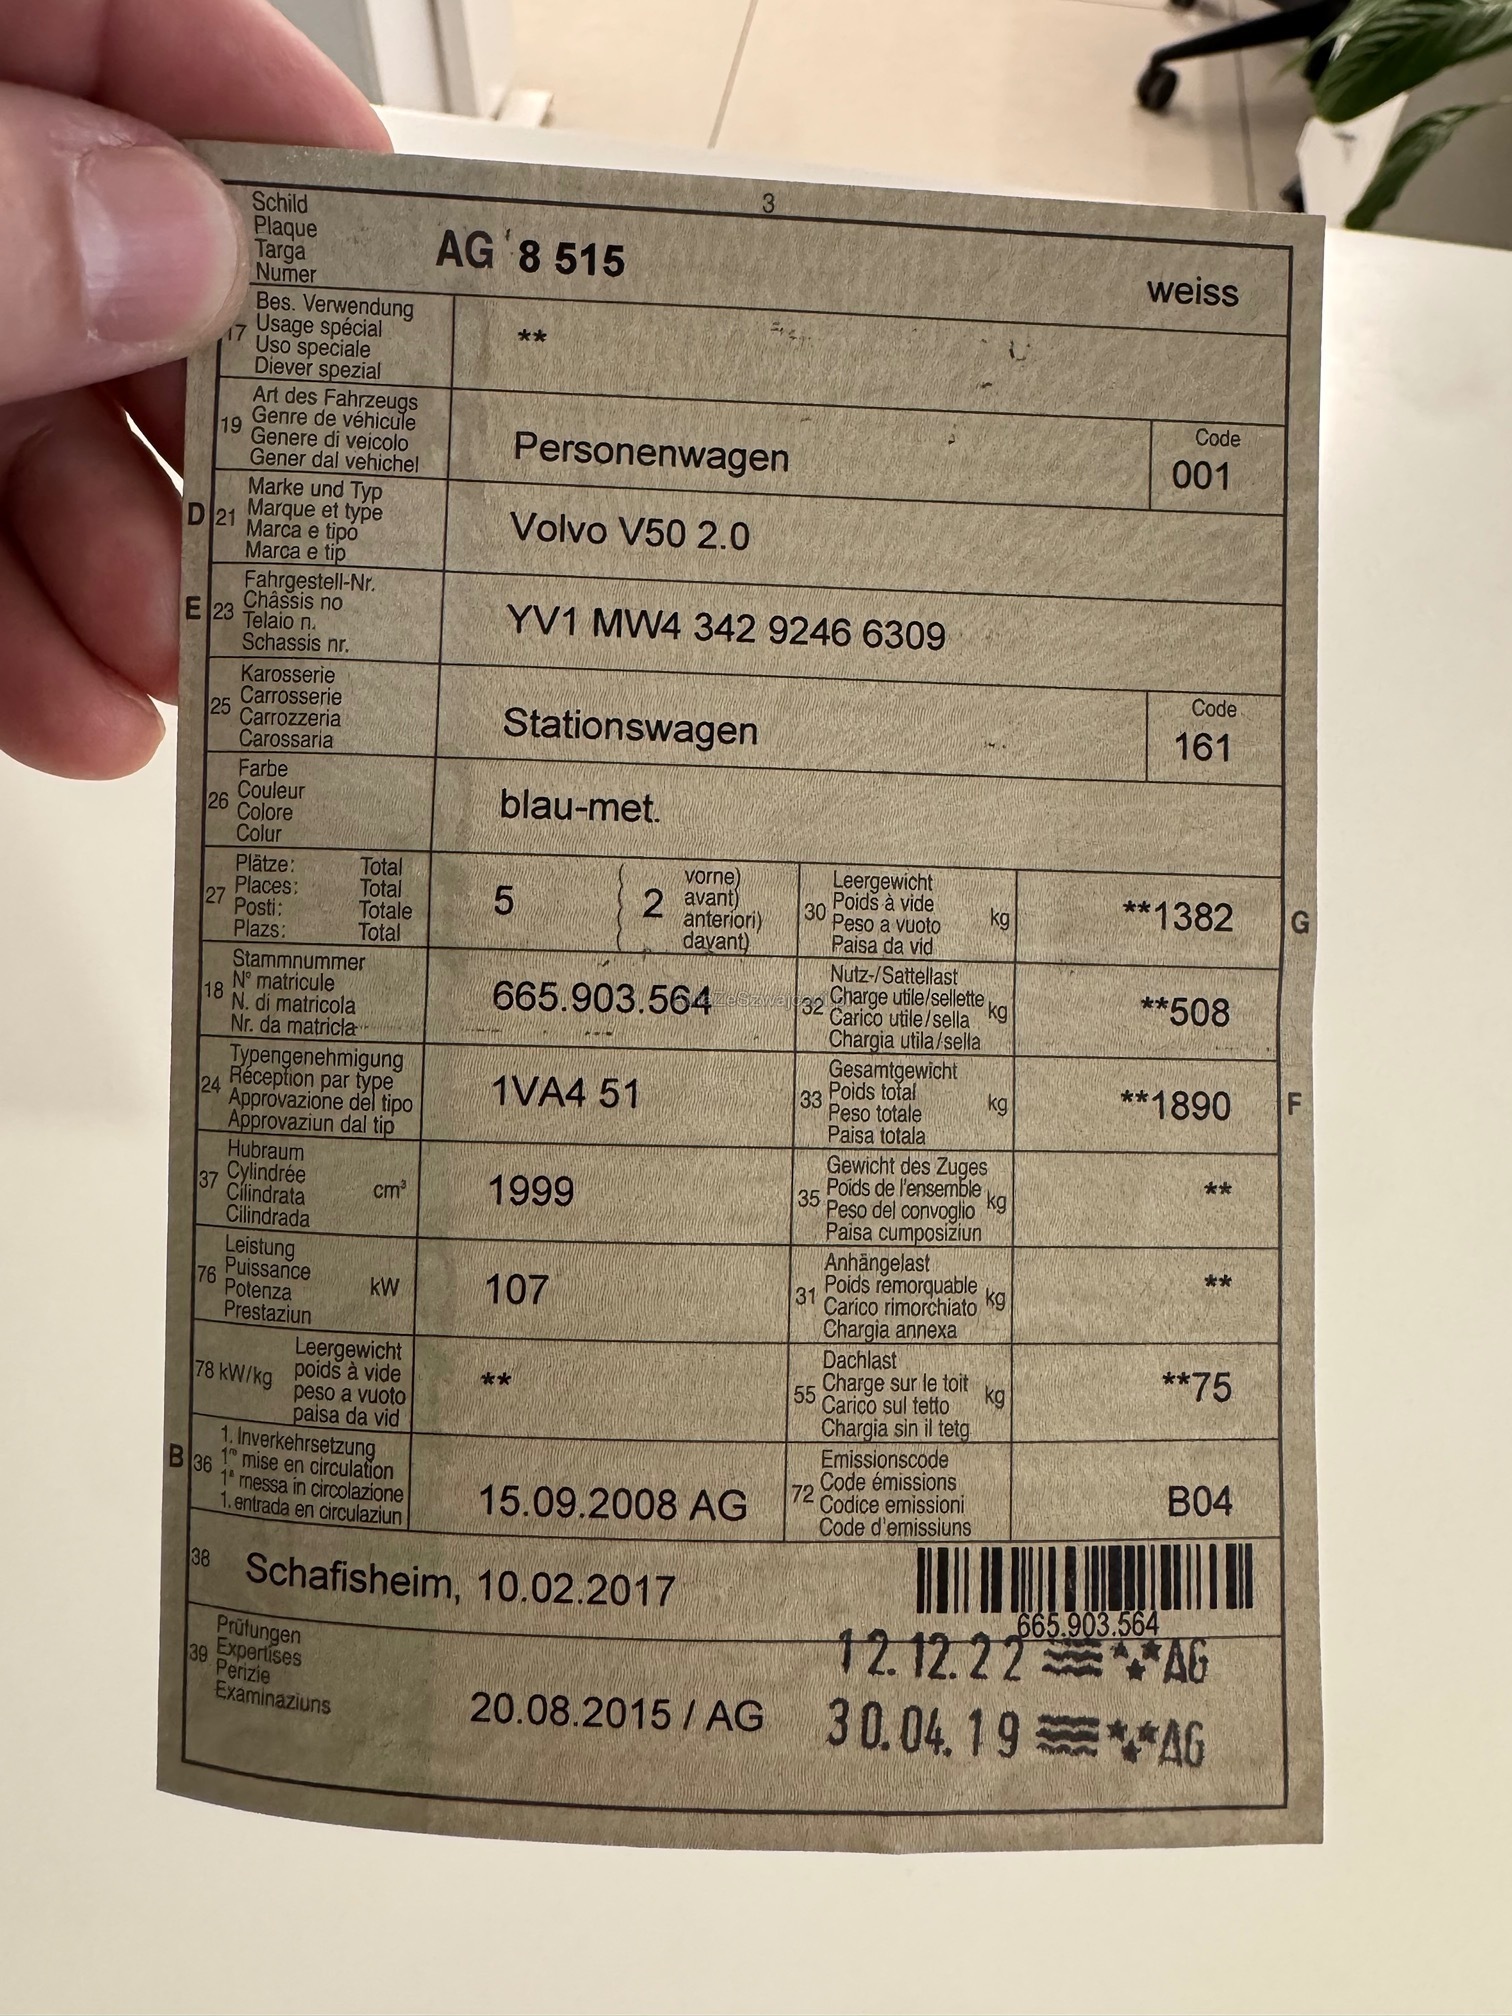 3
Schild
Plaque
Targa
Numer
AG 8 515
weiss
17
Bes. Verwendung
Usage spécial
Uso speciale
Diever spezial
**
19
Art des Fahrzeugs
Genre de véhicule
Genere di veicolo
Gener dal vehichel
Personenwagen
Code
001
D
21
Marke und Typ
Marque et type
Marca e tipo
Marca e tip
Volvo V50 2.0
E
23
Fahrgestell-Nr.
Châssis no
Telaio n.
Schassis nr.
YV1 MW4 342 9246 6309
25
Karosserie
Carrosserie
Carrozzeria
Carossaria
Stationswagen
Code
161
26
Farbe
Couleur
Colore
Colur
blau-met.
27
Plätze: Total
Places: Total
Posti: Totale
Plazs: Total
5
2
vorne)
avant)
anteriori)
davant)
30
Leergewicht
Poids à vide
Peso a vuoto
Paisa da vid
kg
**1382
G
18
Stammnummer
N° matricule
N. di matricola
Nr. da matricla
665.903.564
32
Nutz-/Sattellast
Charge utile/sellette
Carico utile/sella
Chargia utila/sella
kg
**508
24
Typengenehmigung
Réception par type
Approvazione del tipo
Approvaziun dal tip
1VA4 51
33
Gesamtgewicht
Poids total
Peso totale
Paisa totala
kg
**1890
F
37
Hubraum
Cylindrée
Cilindrata
Cilindrada
cm³
1999
35
Gewicht des Zuges
Poids de l'ensemble
Peso del convoglio
Paisa cumposiziun
kg
**
76
Leistung
Puissance
Potenza
Prestaziun
kW
107
31
Anhängelast
Poids remorquable
Carico rimorchiato
Chargia annexa
kg
**
78 kW/kg
Leergewicht
poids à vide
peso a vuoto
paisa da vid
**
55
Dachlast
Charge sur le toit
Carico sul tetto
Chargia sin il tetg
kg
**75
B
36
1. Inverkehrsetzung
1re mise en circulation
1a messa in circolazione
1. entrada en circulaziun
15.09.2008 AG
72
Emissionscode
Code émissions
Codice emissioni
Code d'emissiuns
B04
38
Schafisheim, 10.02.2017
665.903.564
39
Prüfungen
Expertises
Perizie
Examinaziuns
12.12.22 AG
20.08.2015 / AG
30.04.19 AG